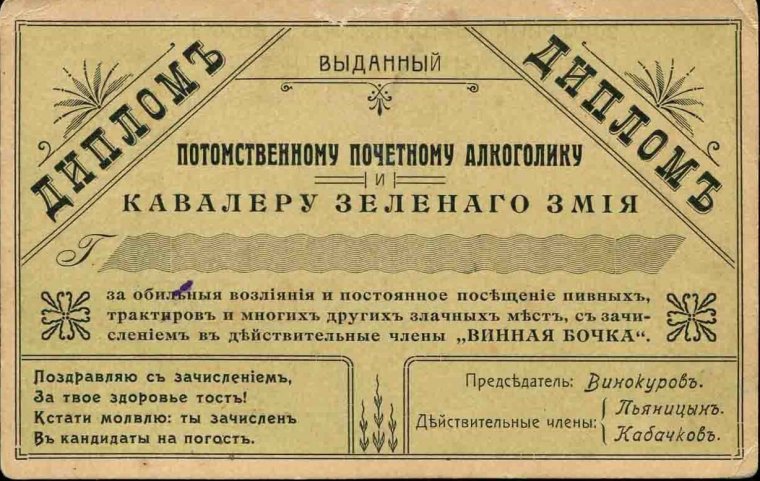 ДИПЛОМЪ
ДИПЛОМЪ
ВЫДАННЫЙ
ПОТОМСТВЕННОМУ ПОЧЕТНОМУ АЛКОГОЛИКУ
И
КАВАЛЕРУ ЗЕЛЕНАГО ЗМІЯ
Г
за обильныя возліянія и постоянное посѣщеніе пивныхъ,
трактировъ и многихъ другихъ злачныхъ мѣстъ, съ зачи-
сленіемъ въ дѣйствительные члены „ВИННАЯ БОЧКА“.
Поздравляю съ зачисленіемъ,
За твое здоровье тостъ!
Кстати молвлю: ты зачисленъ
Въ кандидаты на погостъ.
Предсѣдатель: Винокуровъ.
Дѣйствительные члены: Пьяницынъ.
Кабачковъ.